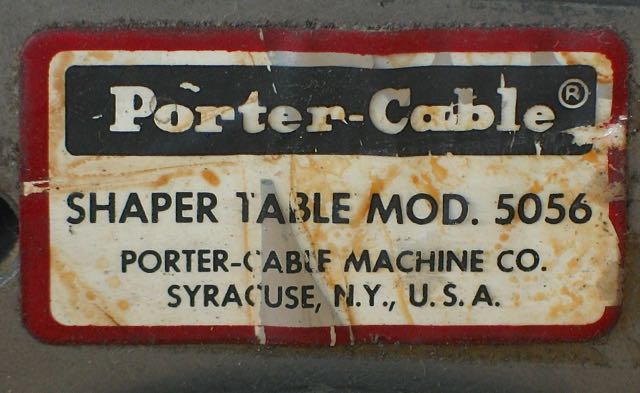 Porter-Cable®
SHAPER TABLE MOD. 5056
PORTER-CABLE MACHINE CO.
SYRACUSE, N.Y., U.S.A.